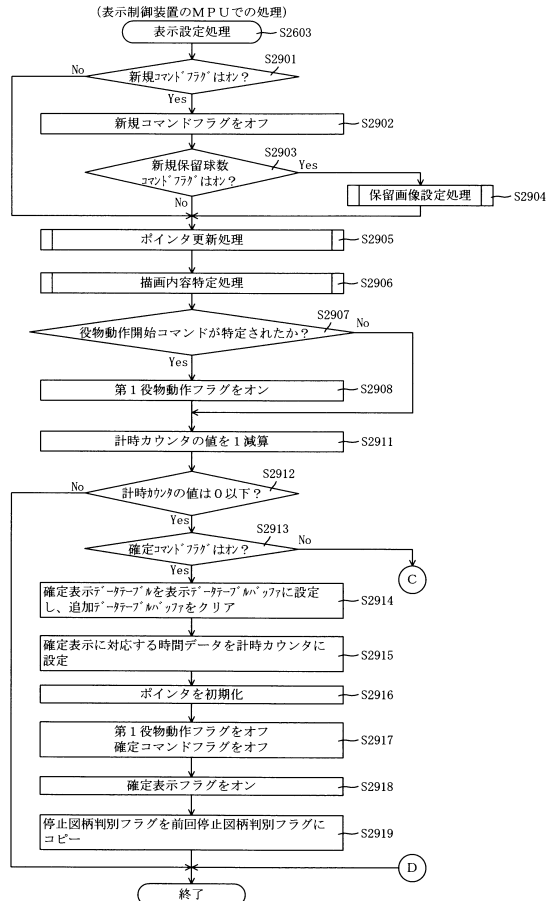 (表示制御装置のMPUでの処理)
表示設定処理
S2603
S2901
新規ｺﾏﾝﾄﾞﾌﾗｸﾞはｵﾝ?
No
Yes
新規コマンドフラグをオフ
S2902
S2903
新規保留球数
ｺﾏﾝﾄﾞﾌﾗｸﾞはｵﾝ?
Yes
No
保留画像設定処理
S2904
ポインタ更新処理
S2905
描画内容特定処理
S2906
S2907
役物動作開始コマンドが特定されたか?
No
Yes
第1役物動作フラグをオン
S2908
計時カウンタの値を1減算
S2911
S2912
計時ｶｳﾝﾀの値は0以下?
No
Yes
S2913
確定ｺﾏﾝﾄﾞﾌﾗｸﾞはｵﾝ?
No
Yes
C
確定表示ﾃﾞｰﾀﾃｰﾌﾞﾙを表示ﾃﾞｰﾀﾃｰﾌﾞﾙﾊﾞｯﾌｧに設定
し、追加ﾃﾞｰﾀﾃｰﾌﾞﾙﾊﾞｯﾌｧをクリア
S2914
確定表示に対応する時間データを計時カウンタに
設定
S2915
ポインタを初期化
S2916
第1役物動作フラグをオフ
確定コマンドフラグをオフ
S2917
確定表示フラグをオン
S2918
停止図柄判別フラグを前回停止図柄判別フラグに
コピー
S2919
D
終了